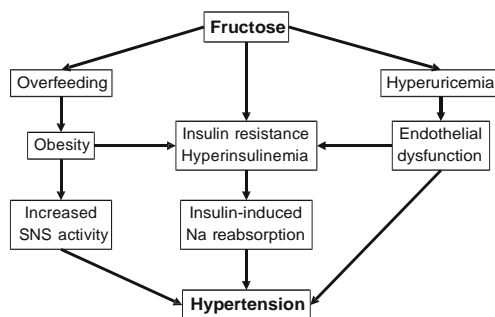 Fructose
Overfeeding
Hyperuricemia
Obesity
Insulin resistance
Hyperinsulinemia
Endothelial
dysfunction
Increased
SNS activity
Insulin-induced
Na reabsorption
Hypertension